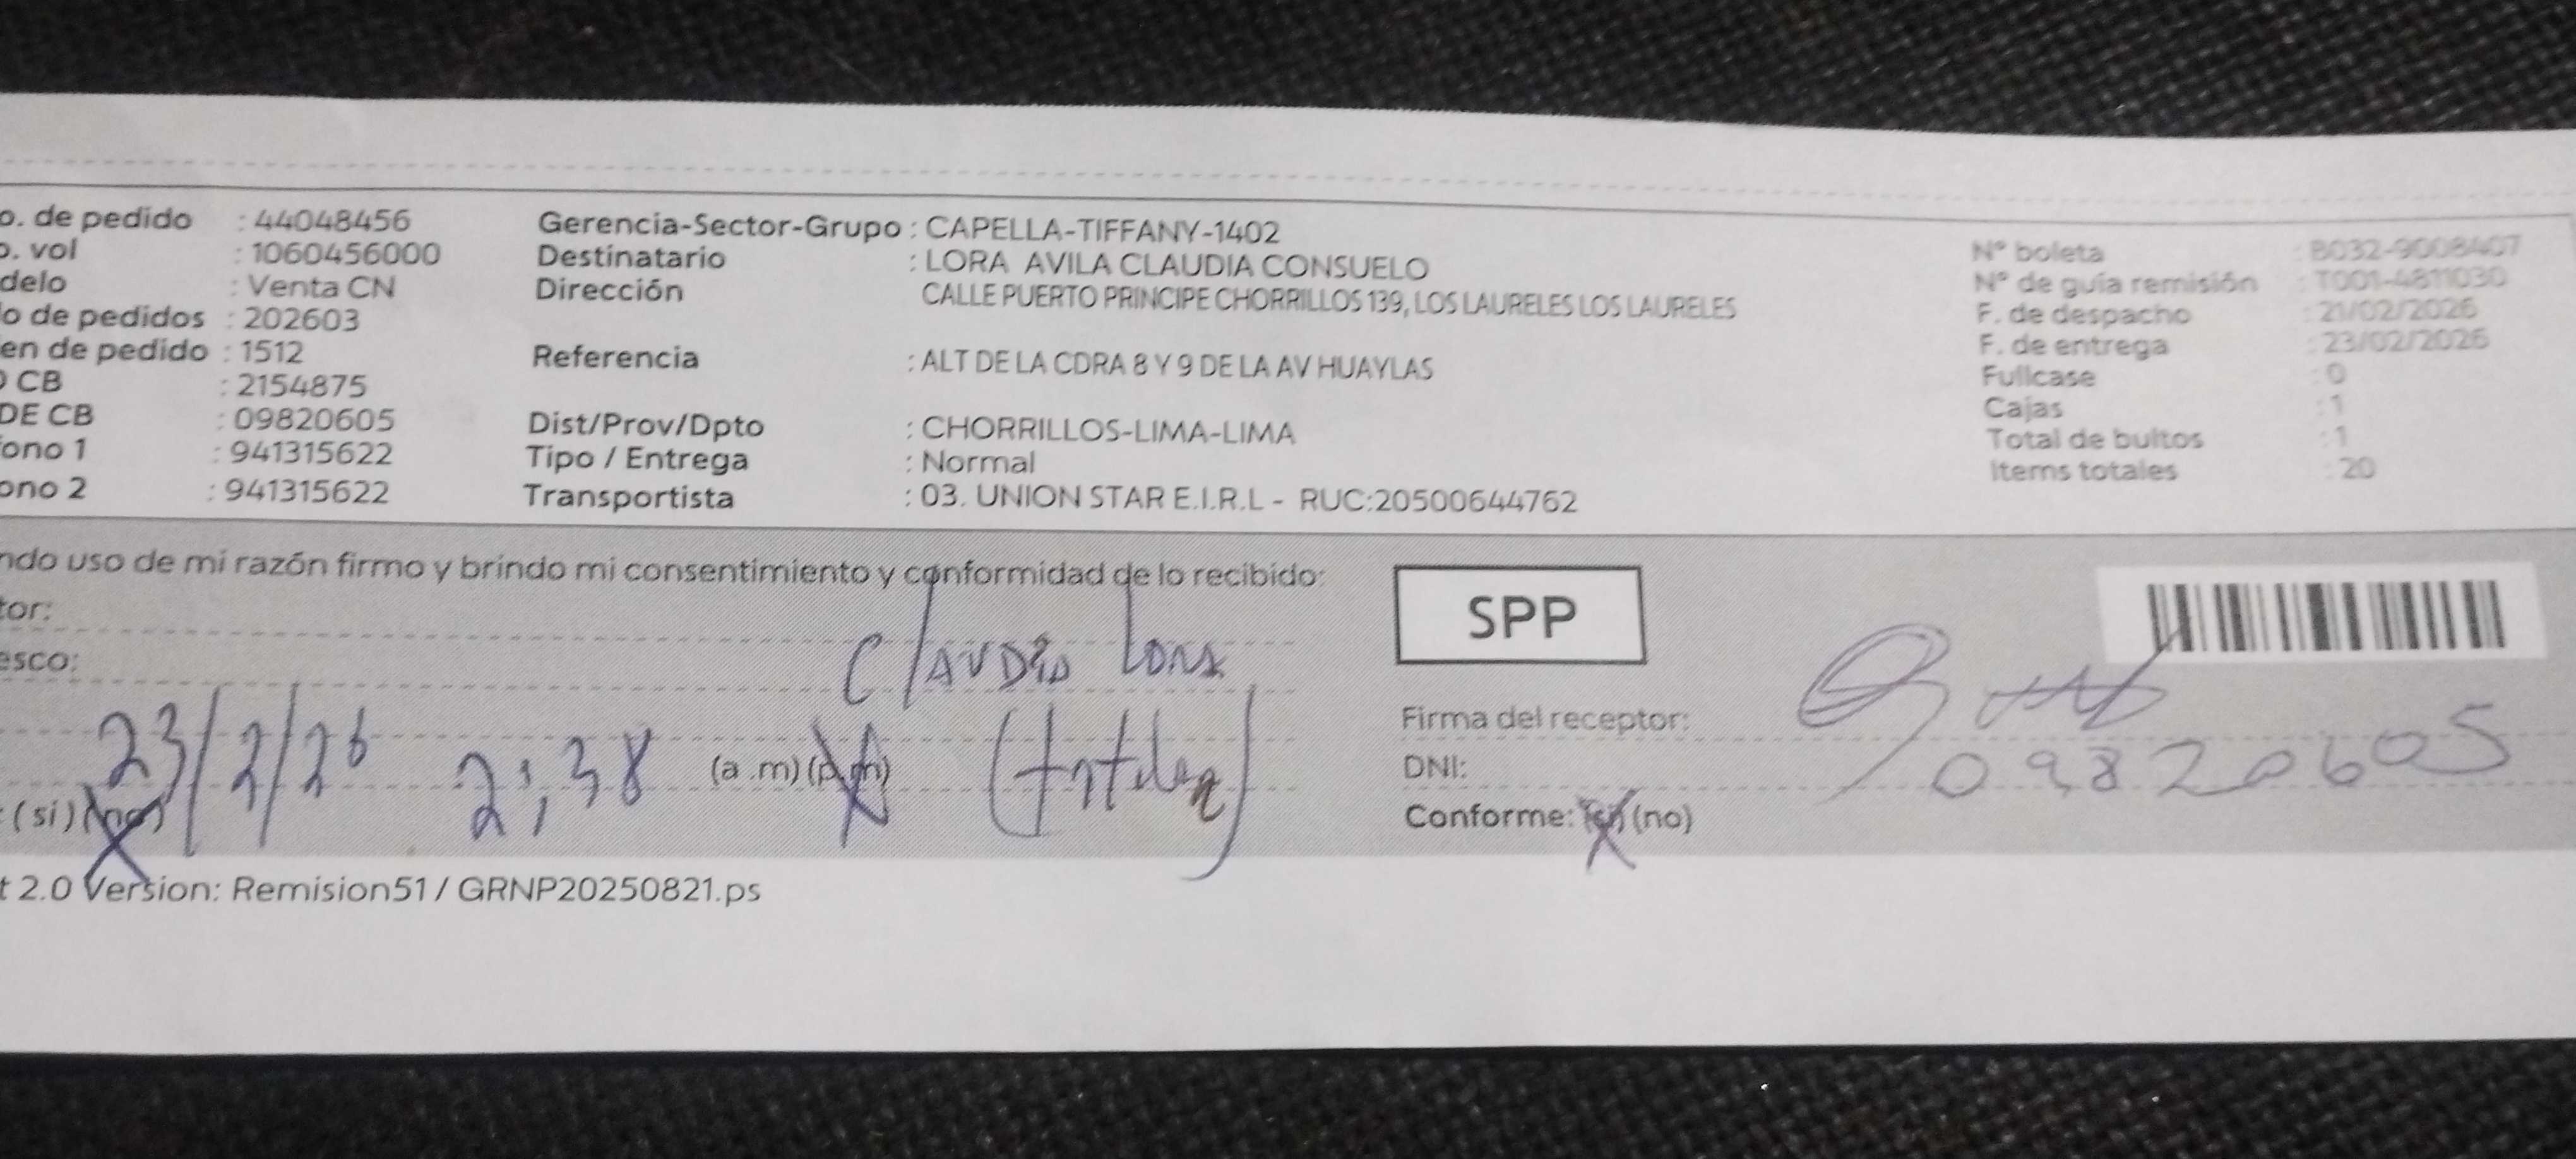 o. de pedido : 44048456
o. vol : 1060456000
delo : Venta CN
o de pedidos : 202603
en de pedido : 1512
CB : 2154875
DE CB : 09820605
ono 1 : 941315622
ono 2 : 941315622
Gerencia-Sector-Grupo : CAPELLA-TIFFANY-1402
Destinatario : LORA AVILA CLAUDIA CONSUELO
Dirección CALLE PUERTO PRINCIPE CHORRILLOS 139, LOS LAURELES LOS LAURELES
Referencia : ALT DE LA CDRA 8 Y 9 DE LA AV HUAYLAS
Dist/Prov/Dpto : CHORRILLOS-LIMA-LIMA
Tipo / Entrega : Normal
Transportista : 03. UNION STAR E.I.R.L - RUC:20500644762
N° boleta : B032-9008407
N° de guía remisión : T001-4811030
F. de despacho : 21/02/2026
F. de entrega : 23/02/2026
Fullcase : 0
Cajas : 1
Total de bultos : 1
Items totales : 20
ndo uso de mi razón firmo y brindo mi consentimiento y conformidad de lo recibido:
tor:
Claudia Lora
esco:
23/2/26 2:38 (a.m) (p.m)
(si) (no)
SPP
Firma del receptor:
DNI: 09820605
Conforme: (si) (no)
t 2.0 Version: Remision51 / GRNP20250821.ps